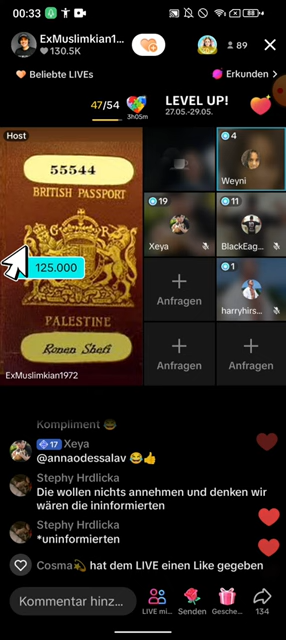 00:33
ExMuslimkian1...
130.5K
89
Beliebte LIVEs
Erkunden >
47/54
3h05m
LEVEL UP!
27.05.-29.05.
Host
55544
BRITISH PASSPORT
125.000
PALESTINE
Ronen Shefi
ExMuslimkian1972
4
Weyni
19
Xeya
11
BlackEag...
Anfragen
1
harryhirs...
Anfragen
Anfragen
Kompliment
17 Xeya
@annaodessalav
Stephy Hrdlicka
Die wollen nichts annehmen und denken wir
wären die ininformierten
Stephy Hrdlicka
*uninformierten
Cosma hat dem LIVE einen Like gegeben
Kommentar hinz...
LIVE mi...
Senden
Gesche...
134